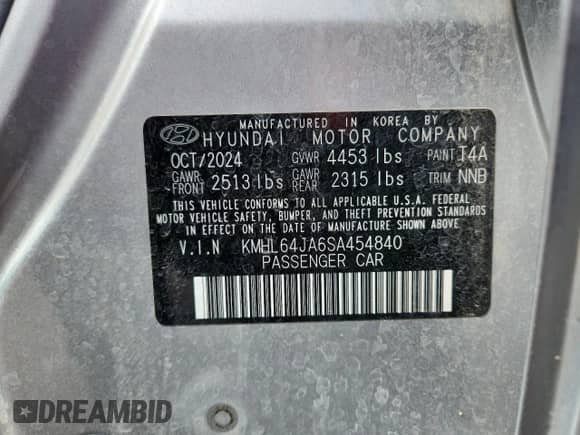 MANUFACTURED IN KOREA BY
HYUNDAI MOTOR COMPANY
OCT/2024 GVWR 4453 lbs PAINT T4A
GAWR FRONT 2513 lbs GAWR REAR 2315 lbs TRIM NNB
THIS VEHICLE CONFORMS TO ALL APPLICABLE U.S.A. FEDERAL
MOTOR VEHICLE SAFETY, BUMPER, AND THEFT PREVENTION STANDARDS
IN EFFECT ON THE DATE OF MANUFACTURE SHOWN ABOVE
V.I.N KMHL64JA6SA454840
PASSENGER CAR
DREAMBID